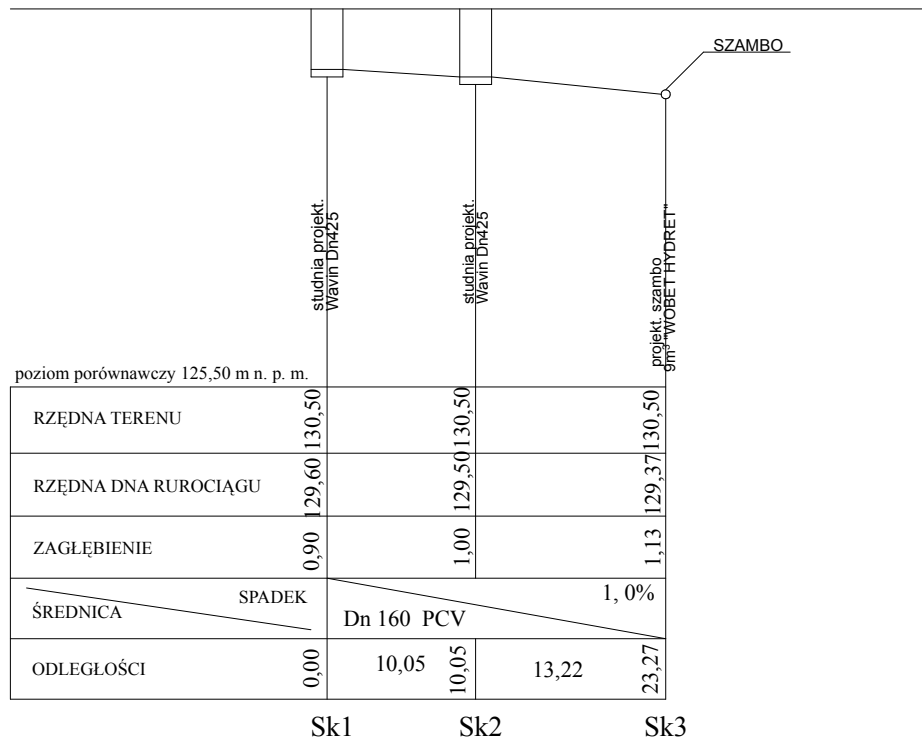 SZAMBO
studnia projekt.
Wavin Dn425
studnia projekt.
Wavin Dn425
projekt. szambo
9m³ "WOBET HYDRET"
poziom porównawczy 125,50 m n. p. m.
RZĘDNA TERENU 130,50 130,50 130,50
RZĘDNA DNA RUROCIĄGU 129,60 129,50 129,37
ZAGŁĘBIENIE 0,90 1,00 1,13
ŚREDNICA SPADEK Dn 160 PCV 1, 0%
ODLEGŁOŚCI 0,00 10,05 10,05 13,22 23,27
Sk1 Sk2 Sk3